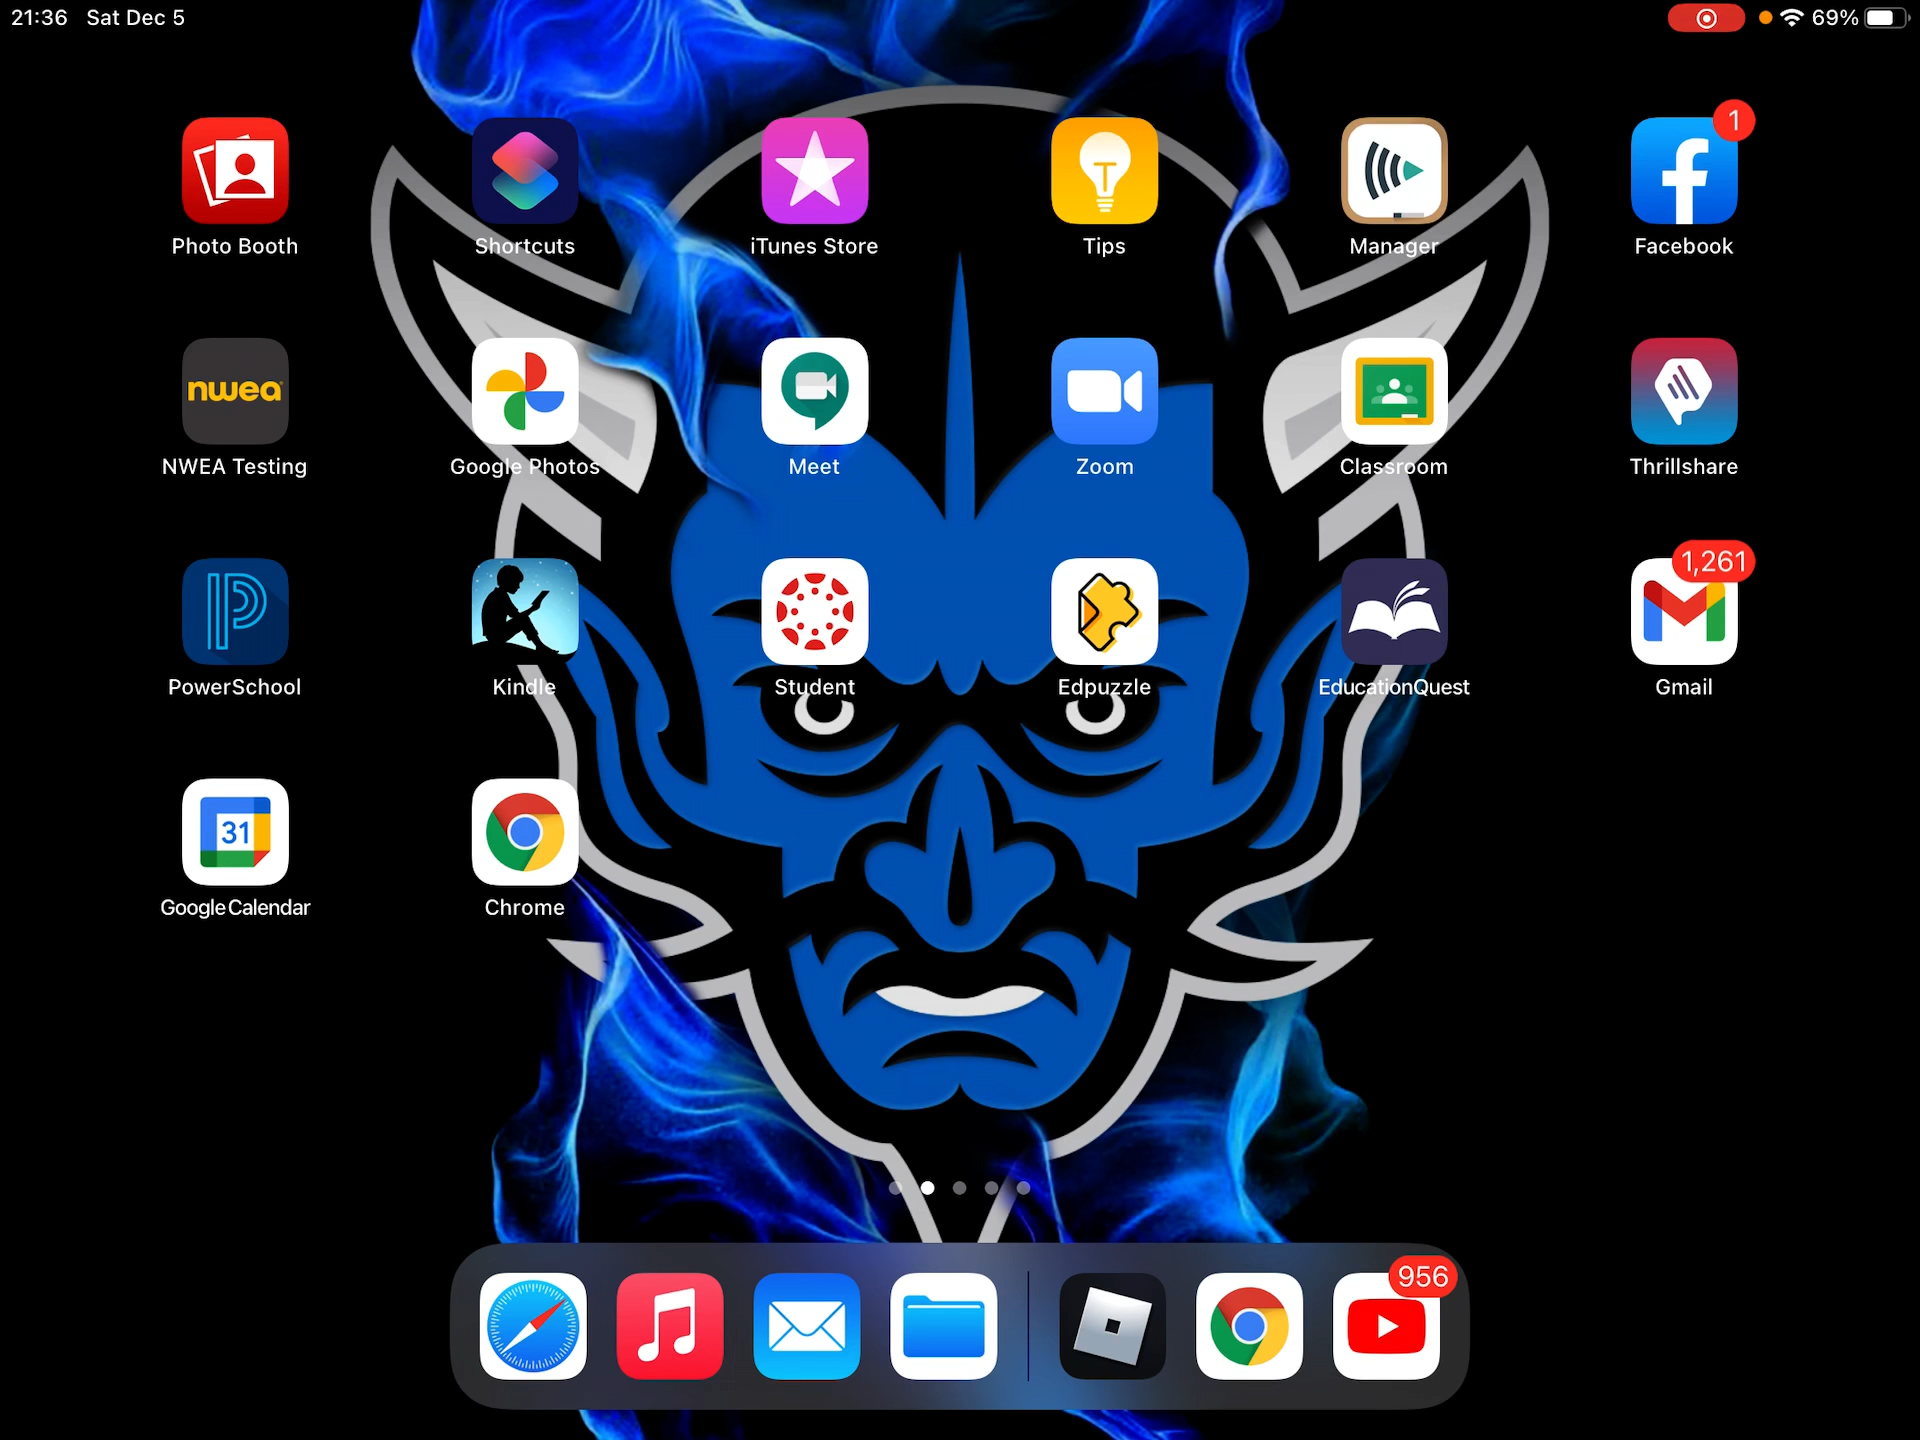 21:36 Sat Dec 5
69%
1
Photo Booth
Shortcuts
iTunes Store
Tips
Manager
Facebook
nwea
NWEA Testing
Google Photos
Meet
Zoom
Classroom
Thrillshare
1,261
PowerSchool
Kindle
Student
Edpuzzle
EducationQuest
Gmail
31
Google Calendar
Chrome
956